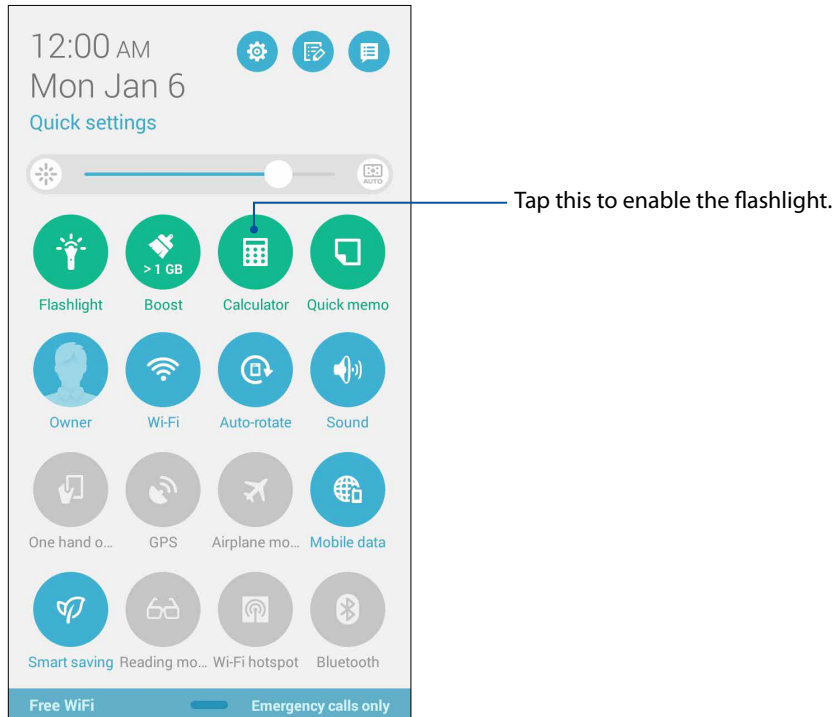 12:00 AM
Mon Jan 6
Quick settings
AUTO
Tap this to enable the flashlight.
> 1 GB
Flashlight Boost Calculator Quick memo
Owner Wi-Fi Auto-rotate Sound
One hand o... GPS Airplane mo... Mobile data
Smart saving Reading mo... Wi-Fi hotspot Bluetooth
Free WiFi Emergency calls only